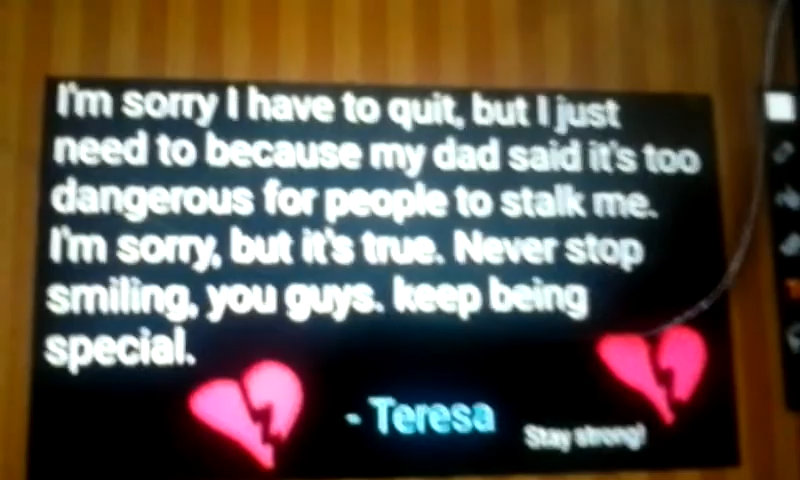 I'm sorry I have to quit, but I just
need to because my dad said it's too
dangerous for people to stalk me.
I'm sorry, but it's true. Never stop
smiling, you guys. keep being
special.
- Teresa
Stay strong!